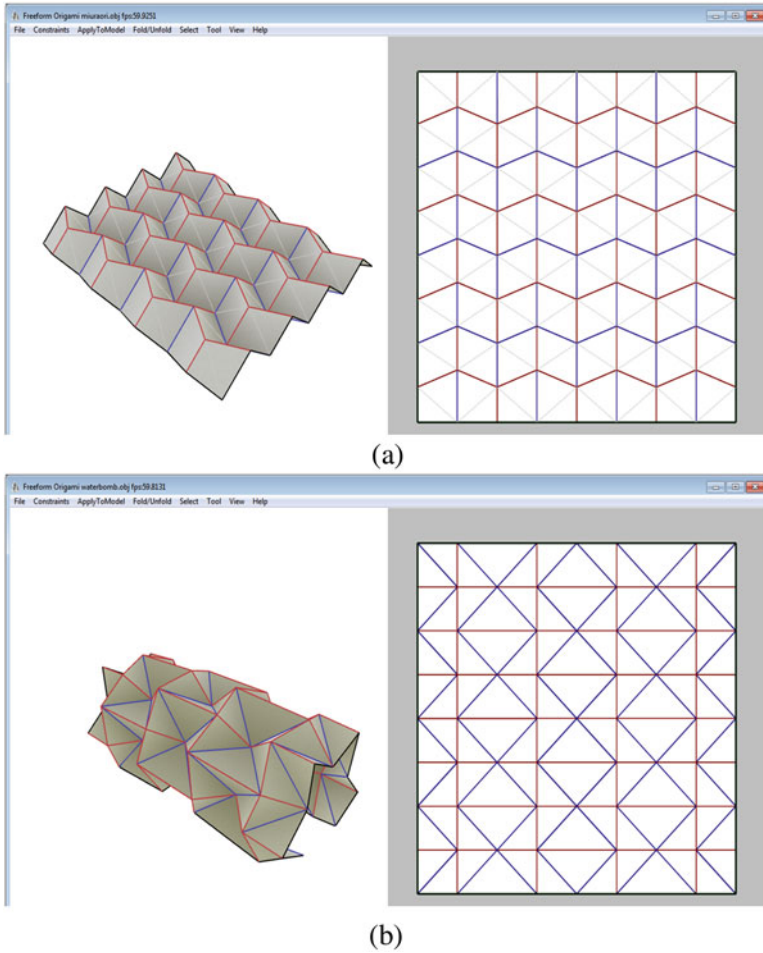 Freeform Origami miuraori.obj fps:59.9251
File Constraints ApplyToModel Fold/Unfold Select Tool View Help
(a)
Freeform Origami waterbomb.obj fps:59.8131
File Constraints ApplyToModel Fold/Unfold Select Tool View Help
(b)